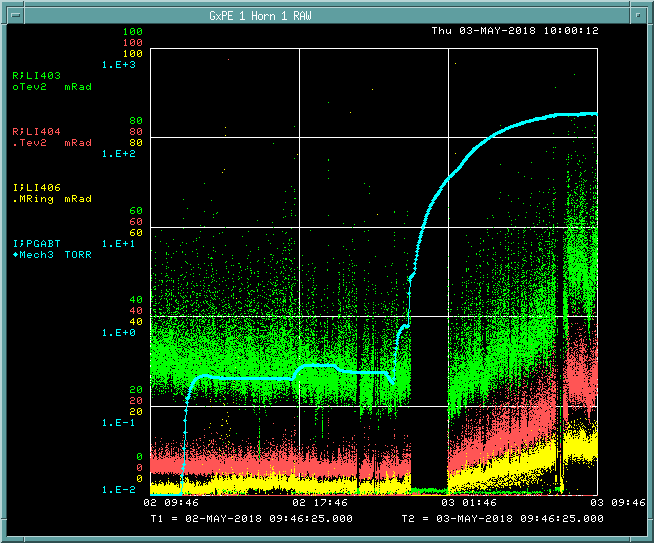 GxPE 1 Horn 1 RAW
Thu 03-MAY-2018 10:00:12
100
100
100
1.E+3
R;LI403
oTev2 mRad
80
80
80
1.E+2
R;LI404
.Tev2 mRad
I;LI406
.MRing mRad
60
60
60
1.E+1
I;PGABT
◆Mech3 TORR
40
40
40
1.E+0
20
20
20
1.E-1
0
0
0
1.E-2
02 09:46
02 17:46
03 01:46
03 09:46
T1 = 02-MAY-2018 09:46:25.000
T2 = 03-MAY-2018 09:46:25.000